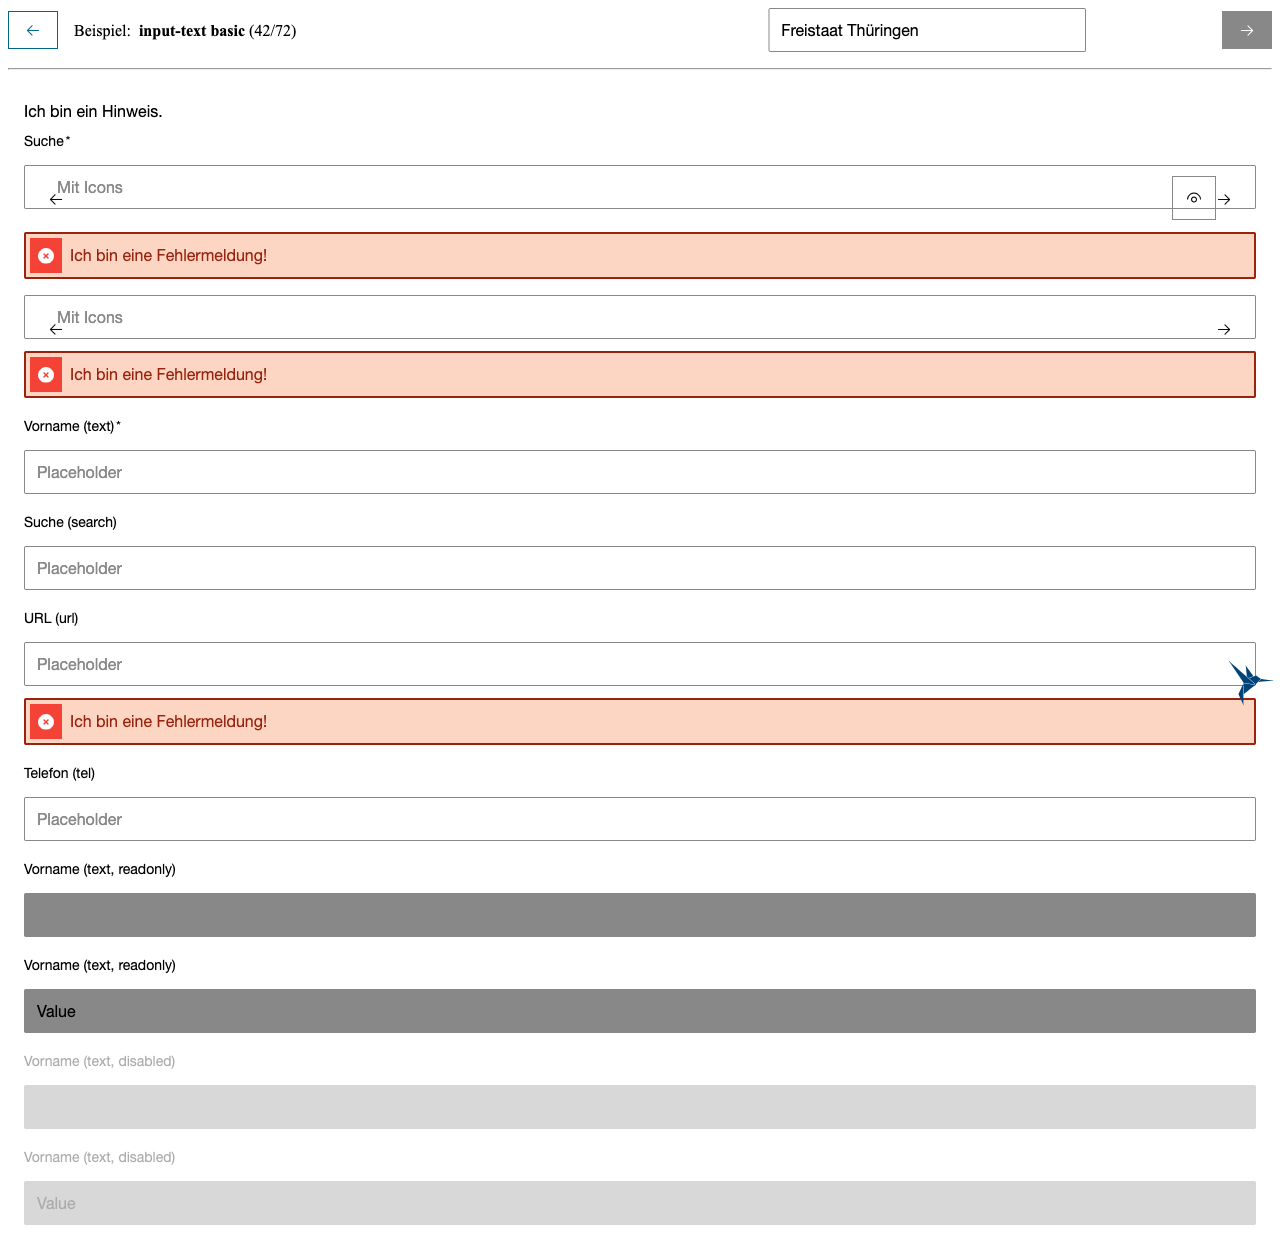 Beispiel: input-text basic (42/72)
Freistaat Thüringen
Ich bin ein Hinweis.
Suche*
Mit Icons
Ich bin eine Fehlermeldung!
Mit Icons
Ich bin eine Fehlermeldung!
Vorname (text)*
Placeholder
Suche (search)
Placeholder
URL (url)
Placeholder
Ich bin eine Fehlermeldung!
Telefon (tel)
Placeholder
Vorname (text, readonly)
Vorname (text, readonly)
Value
Vorname (text, disabled)
Vorname (text, disabled)
Value